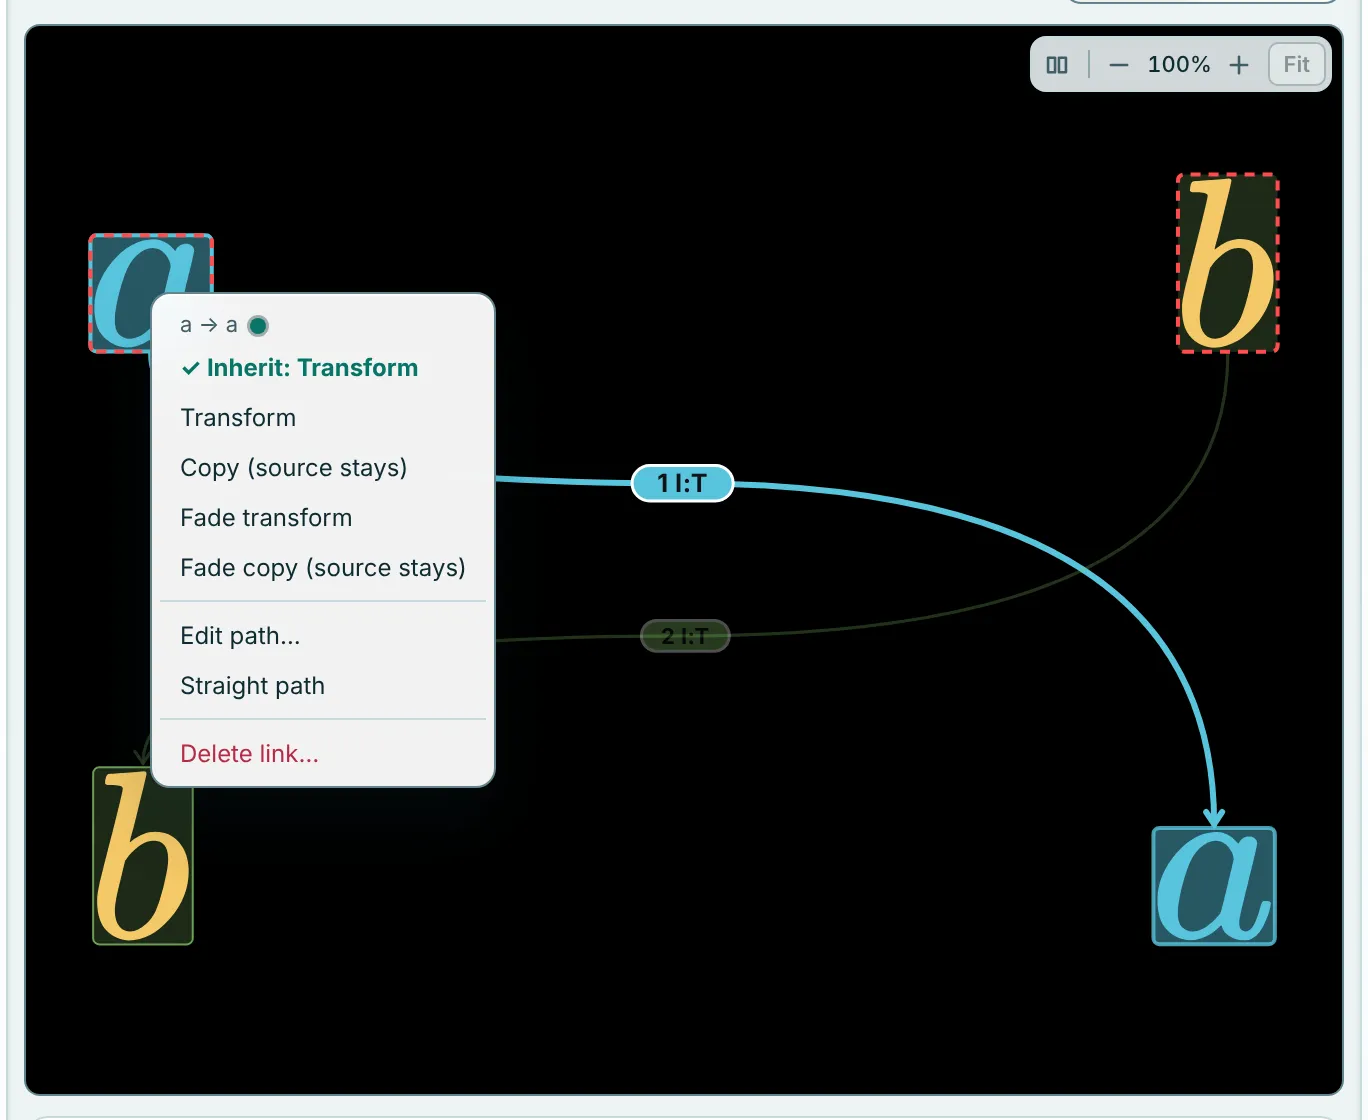 100%
Fit
a
b
a → a
✓ Inherit: Transform
Transform
Copy (source stays)
Fade transform
Fade copy (source stays)
Edit path...
Straight path
Delete link...
1 I:T
2 I:T
b
a